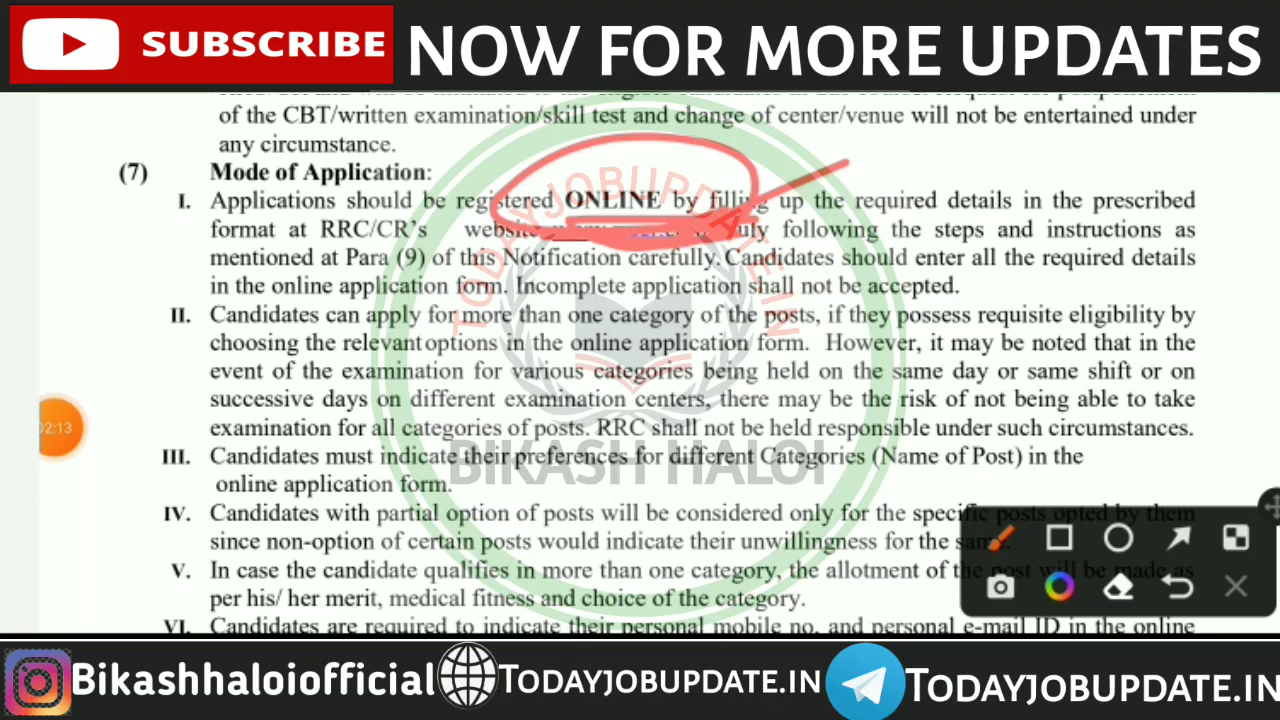 SUBSCRIBE NOW FOR MORE UPDATES
of the CBT/written examination/skill test and change of center/venue will not be entertained under
any circumstance.
(7) Mode of Application:
I. Applications should be registered ONLINE by filling up the required details in the prescribed
format at RRC/CR's website duly following the steps and instructions as
mentioned at Para (9) of this Notification carefully. Candidates should enter all the required details
in the online application form. Incomplete application shall not be accepted.
II. Candidates can apply for more than one category of the posts, if they possess requisite eligibility by
choosing the relevant options in the online application form. However, it may be noted that in the
event of the examination for various categories being held on the same day or same shift or on
successive days on different examination centers, there may be the risk of not being able to take
examination for all categories of posts. RRC shall not be held responsible under such circumstances.
III. Candidates must indicate their preferences for different Categories (Name of Post) in the
online application form.
IV. Candidates with partial option of posts will be considered only for the specific posts opted by them
since non-option of certain posts would indicate their unwillingness for the same.
V. In case the candidate qualifies in more than one category, the allotment of the post will be made as
per his/ her merit, medical fitness and choice of the category.
VI. Candidates are required to indicate their personal mobile no. and personal e-mail ID in the online
TODAYJOBUPDATE.IN
BIKASH HALOI
02:13
Bikashhaloiofficial TODAYJOBUPDATE.IN TODAYJOBUPDATE.IN